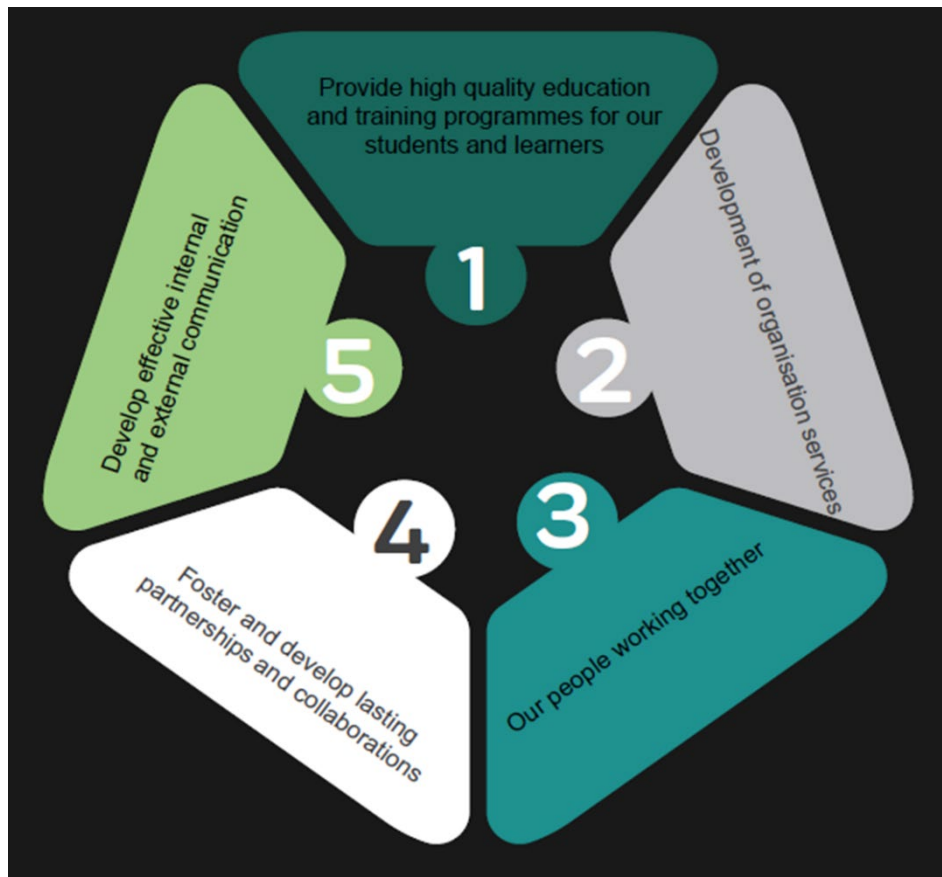 Provide high quality education
and training programmes for our
students and learners
1
Development of organisation services
2
Our people working together
3
Foster and develop lasting
partnerships and collaborations
4
Develop effective internal
and external communication
5